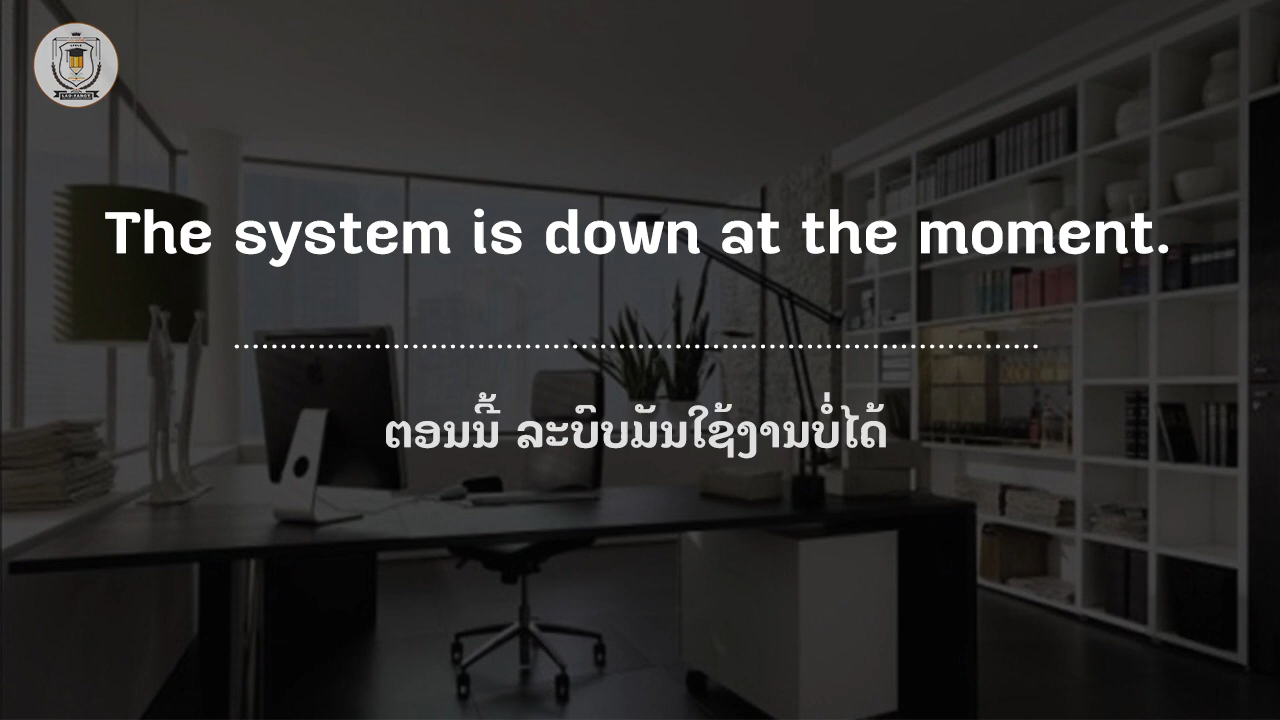 The system is down at the moment.
ຕອນນີ້ ລະບົບມັນໃຊ້ງານບໍ່ໄດ້